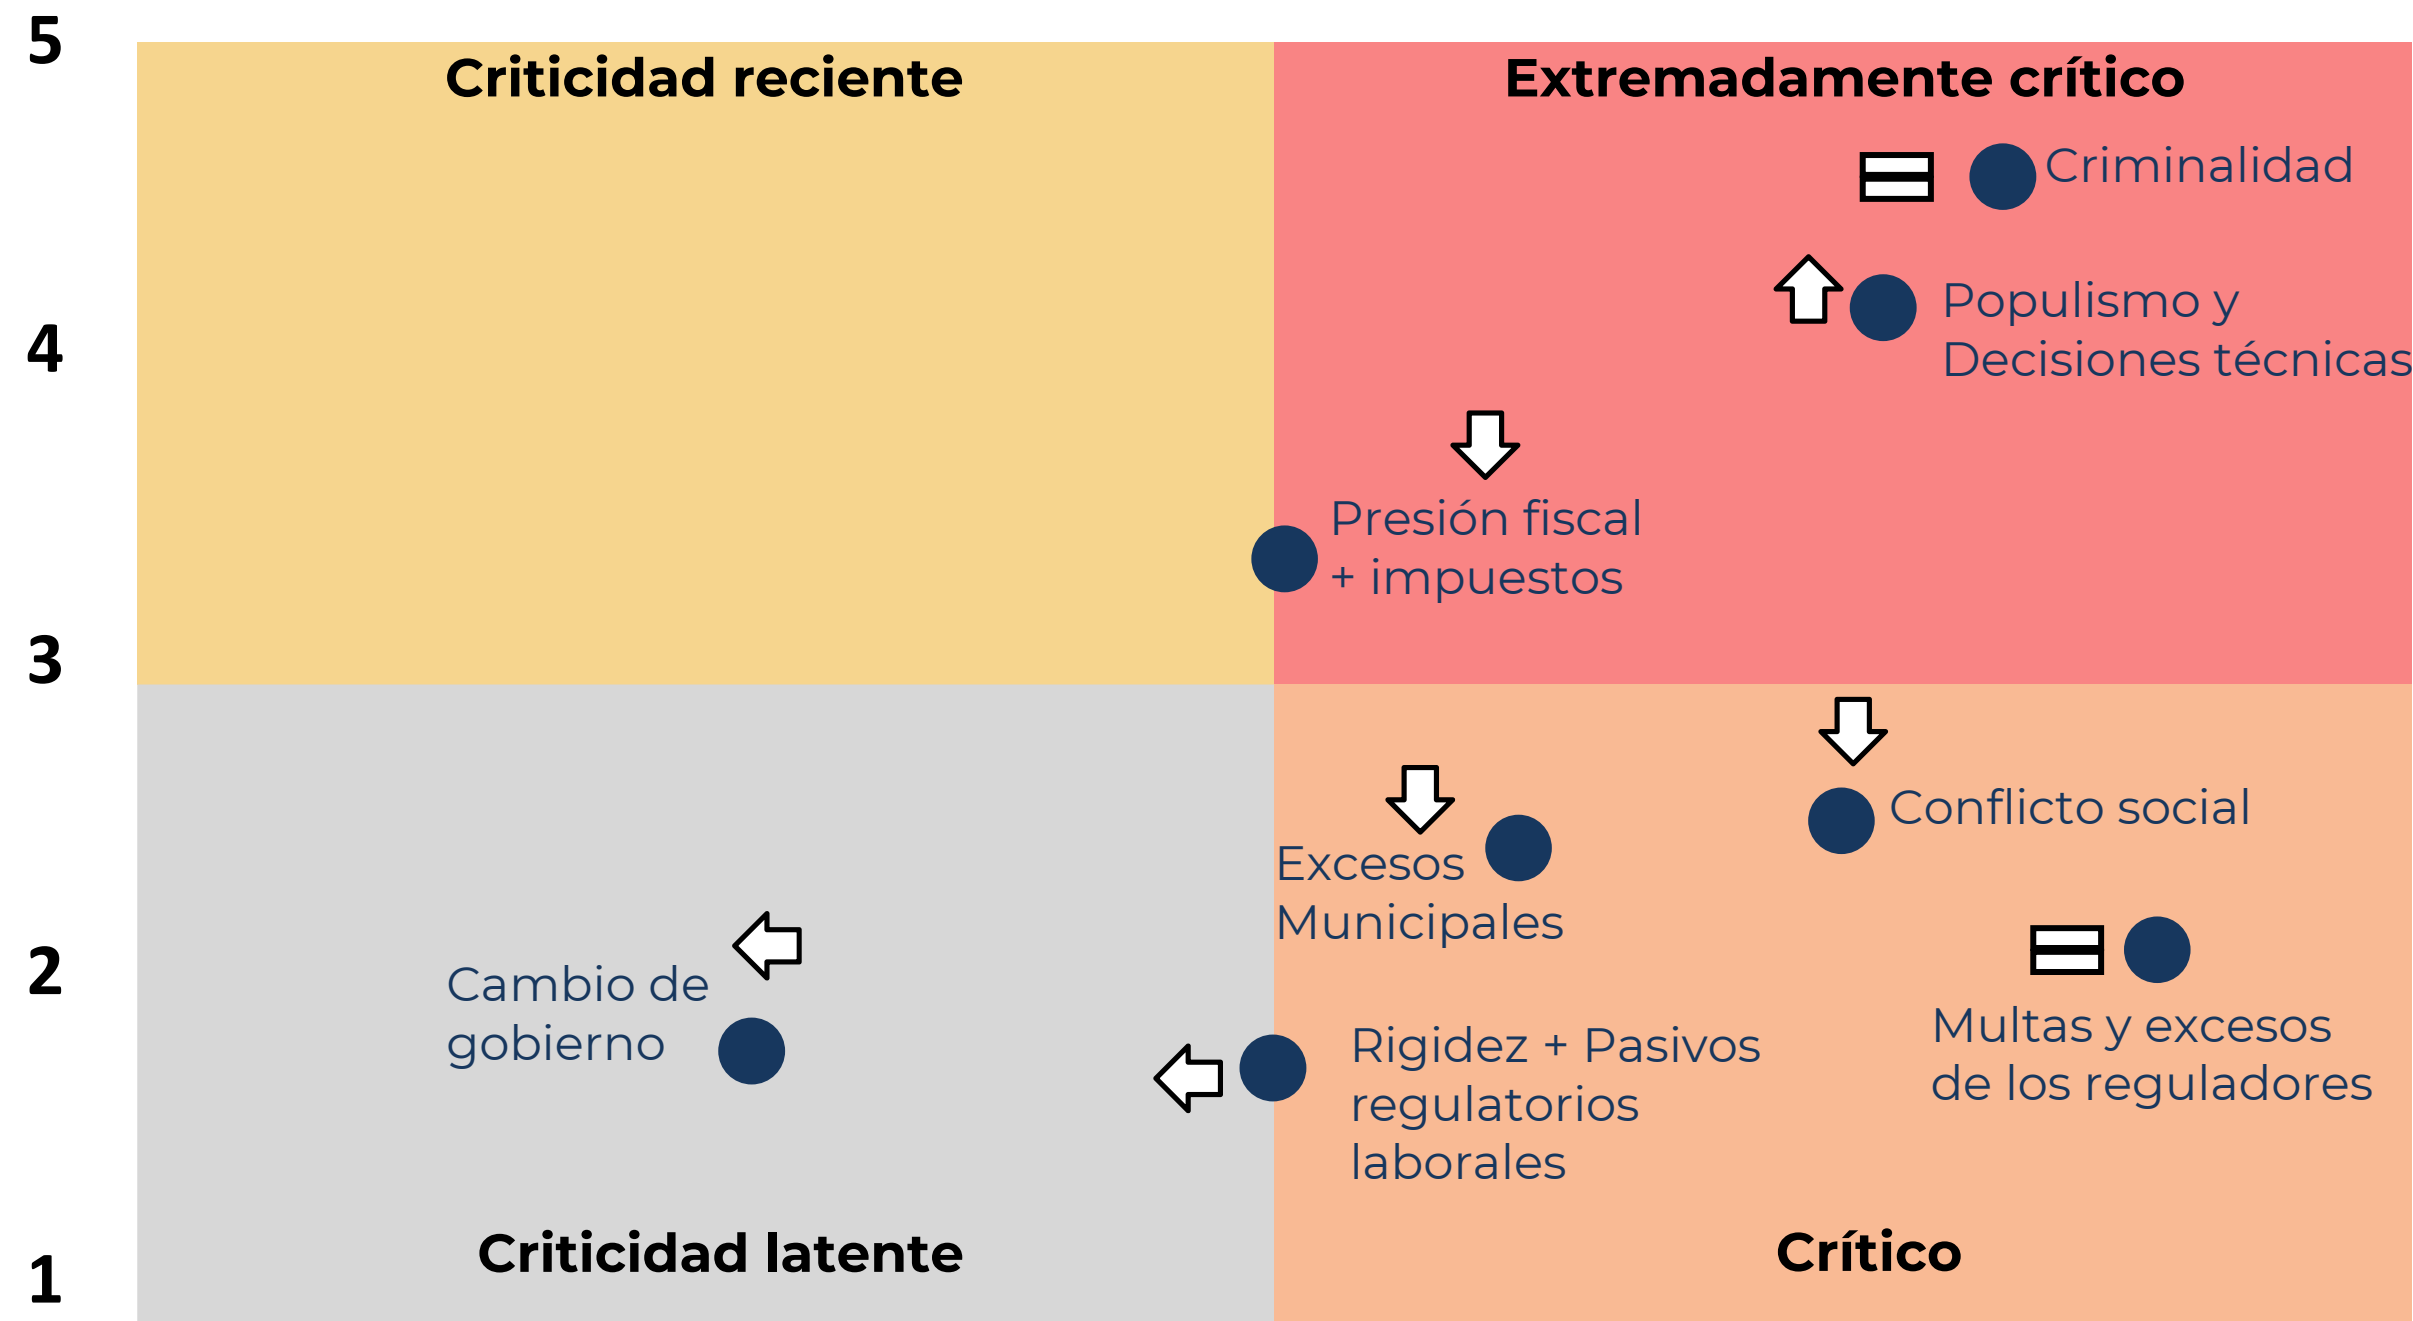 5
Criticidad reciente
Extremadamente crítico
Criminalidad
Populismo y
Decisiones técnicas
4
Presión fiscal
+ impuestos
3
Conflicto social
Excesos
Municipales
2
Cambio de
gobierno
Multas y excesos
de los reguladores
Rigidez + Pasivos
regulatorios
laborales
Criticidad latente
Crítico
1